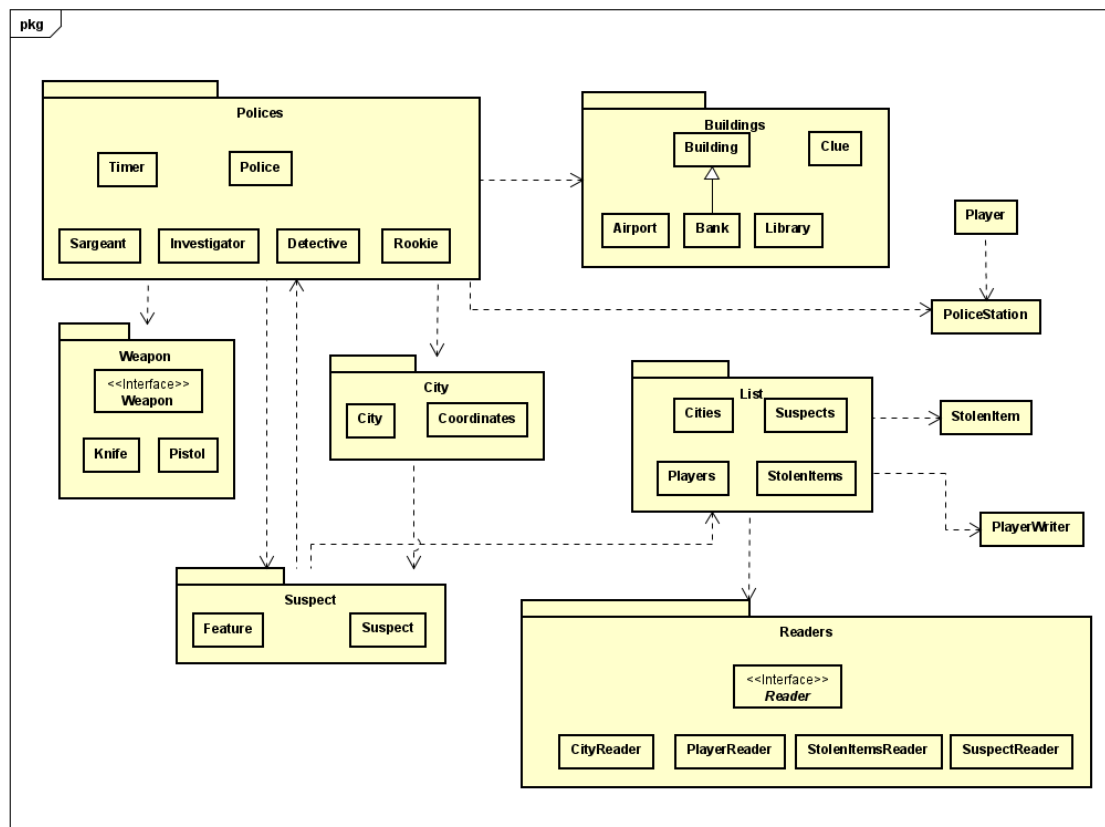 pkg
Polices
Timer
Police
Sargeant
Investigator
Detective
Rookie
Buildings
Building
Clue
Airport
Bank
Library
Player
PoliceStation
Weapon
<<Interface>>
Weapon
Knife
Pistol
City
City
Coordinates
List
Cities
Suspects
Players
StolenItems
StolenItem
PlayerWriter
Suspect
Feature
Suspect
Readers
<<Interface>>
Reader
CityReader
PlayerReader
StolenItemsReader
SuspectReader